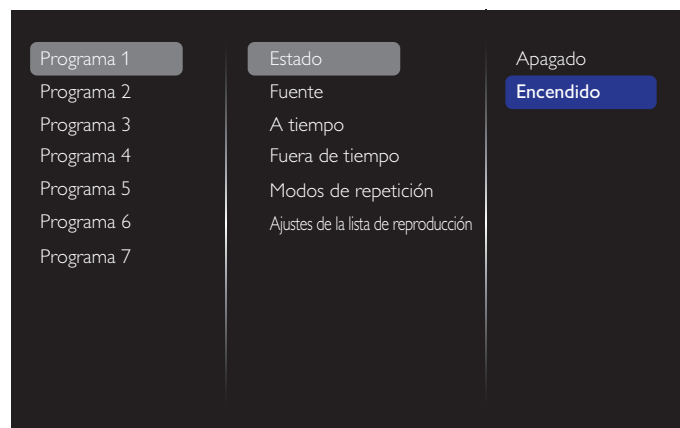 Programa 1
Programa 2
Programa 3
Programa 4
Programa 5
Programa 6
Programa 7
Estado
Fuente
A tiempo
Fuera de tiempo
Modos de repetición
Ajustes de la lista de reproducción
Apagado
Encendido